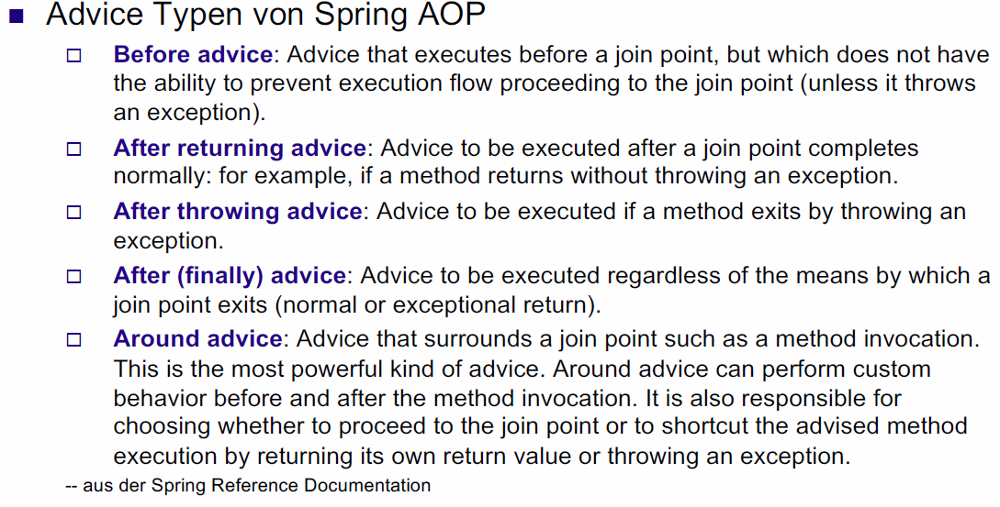 Advice Typen von Spring AOP
Before advice: Advice that executes before a join point, but which does not have
the ability to prevent execution flow proceeding to the join point (unless it throws
an exception).
After returning advice: Advice to be executed after a join point completes
normally: for example, if a method returns without throwing an exception.
After throwing advice: Advice to be executed if a method exits by throwing an
exception.
After (finally) advice: Advice to be executed regardless of the means by which a
join point exits (normal or exceptional return).
Around advice: Advice that surrounds a join point such as a method invocation.
This is the most powerful kind of advice. Around advice can perform custom
behavior before and after the method invocation. It is also responsible for
choosing whether to proceed to the join point or to shortcut the advised method
execution by returning its own return value or throwing an exception.
-- aus der Spring Reference Documentation